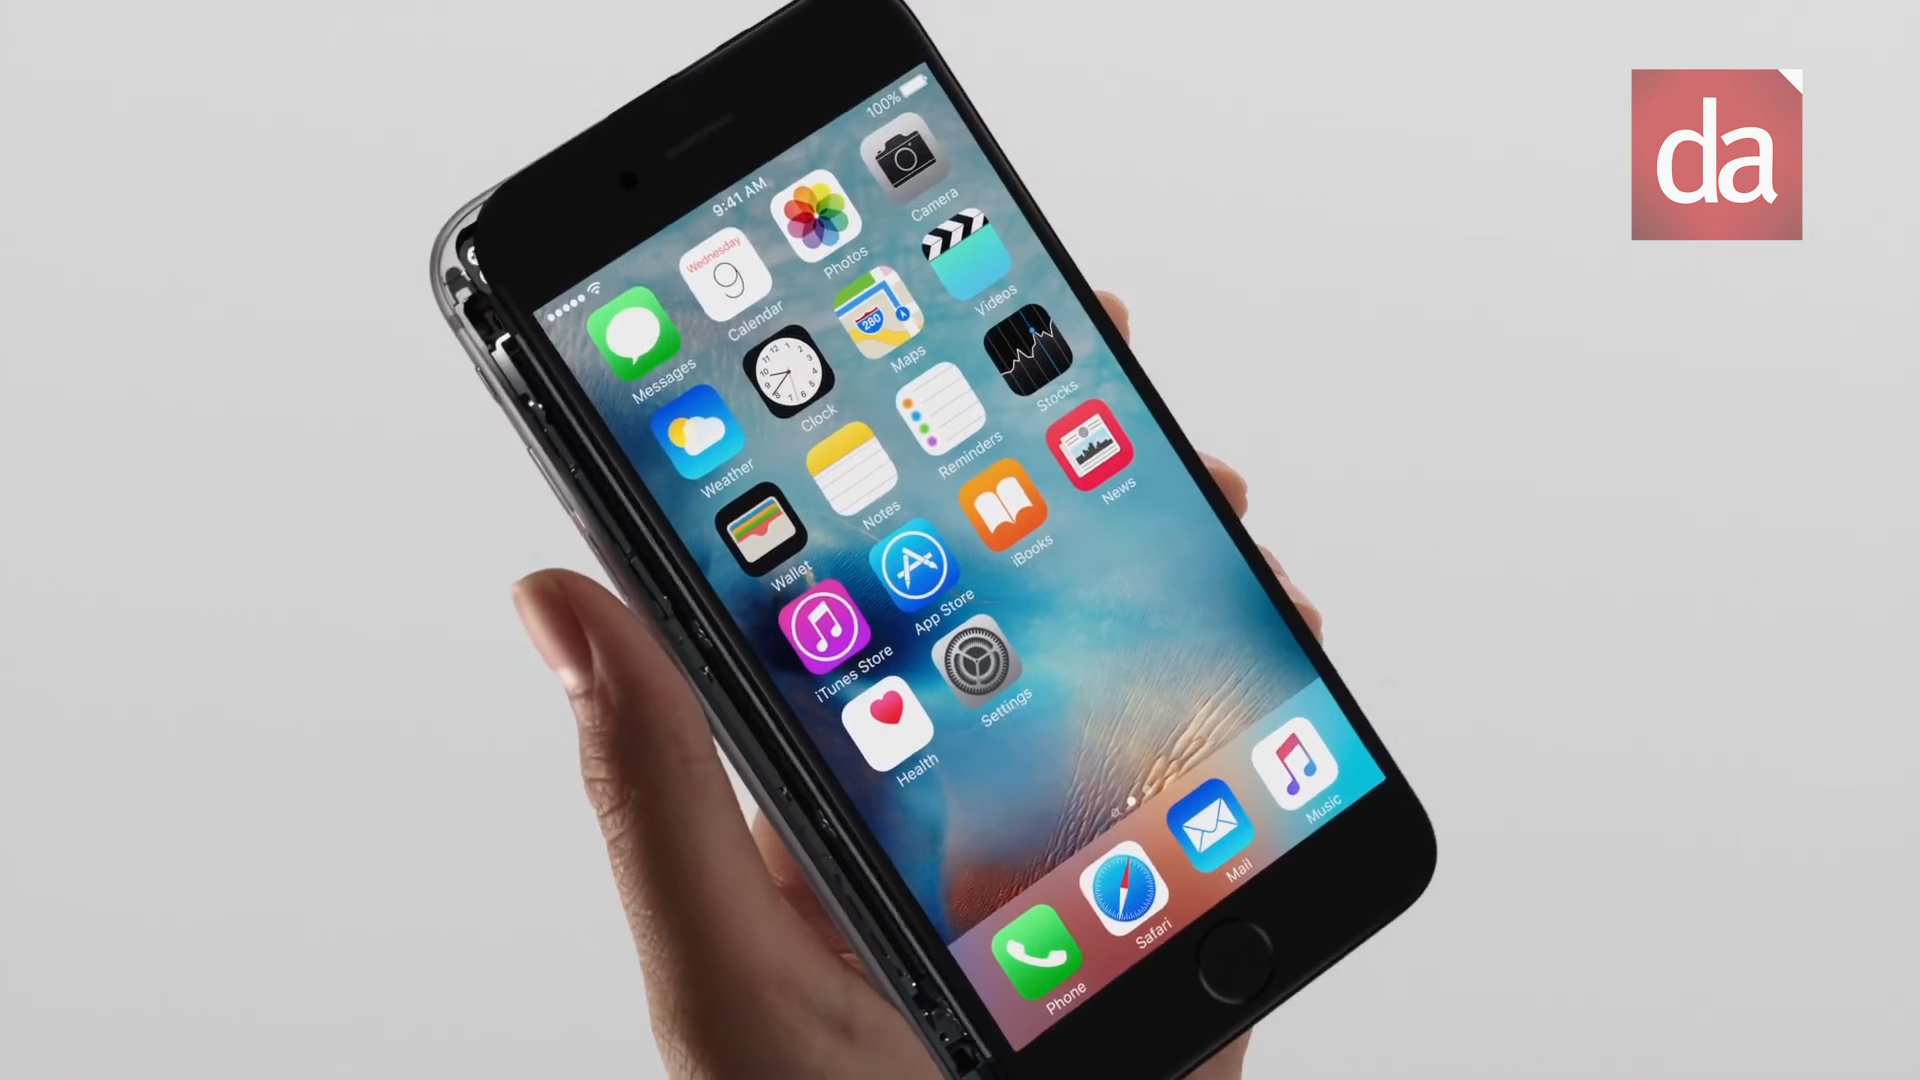 100%
9:41 AM
Messages
Wednesday
9
Calendar
Photos
Camera
Weather
Clock
280
Maps
Videos
Wallet
Notes
Reminders
Stocks
iTunes Store
App Store
iBooks
News
Health
Settings
Phone
Safari
Mail
Music
da